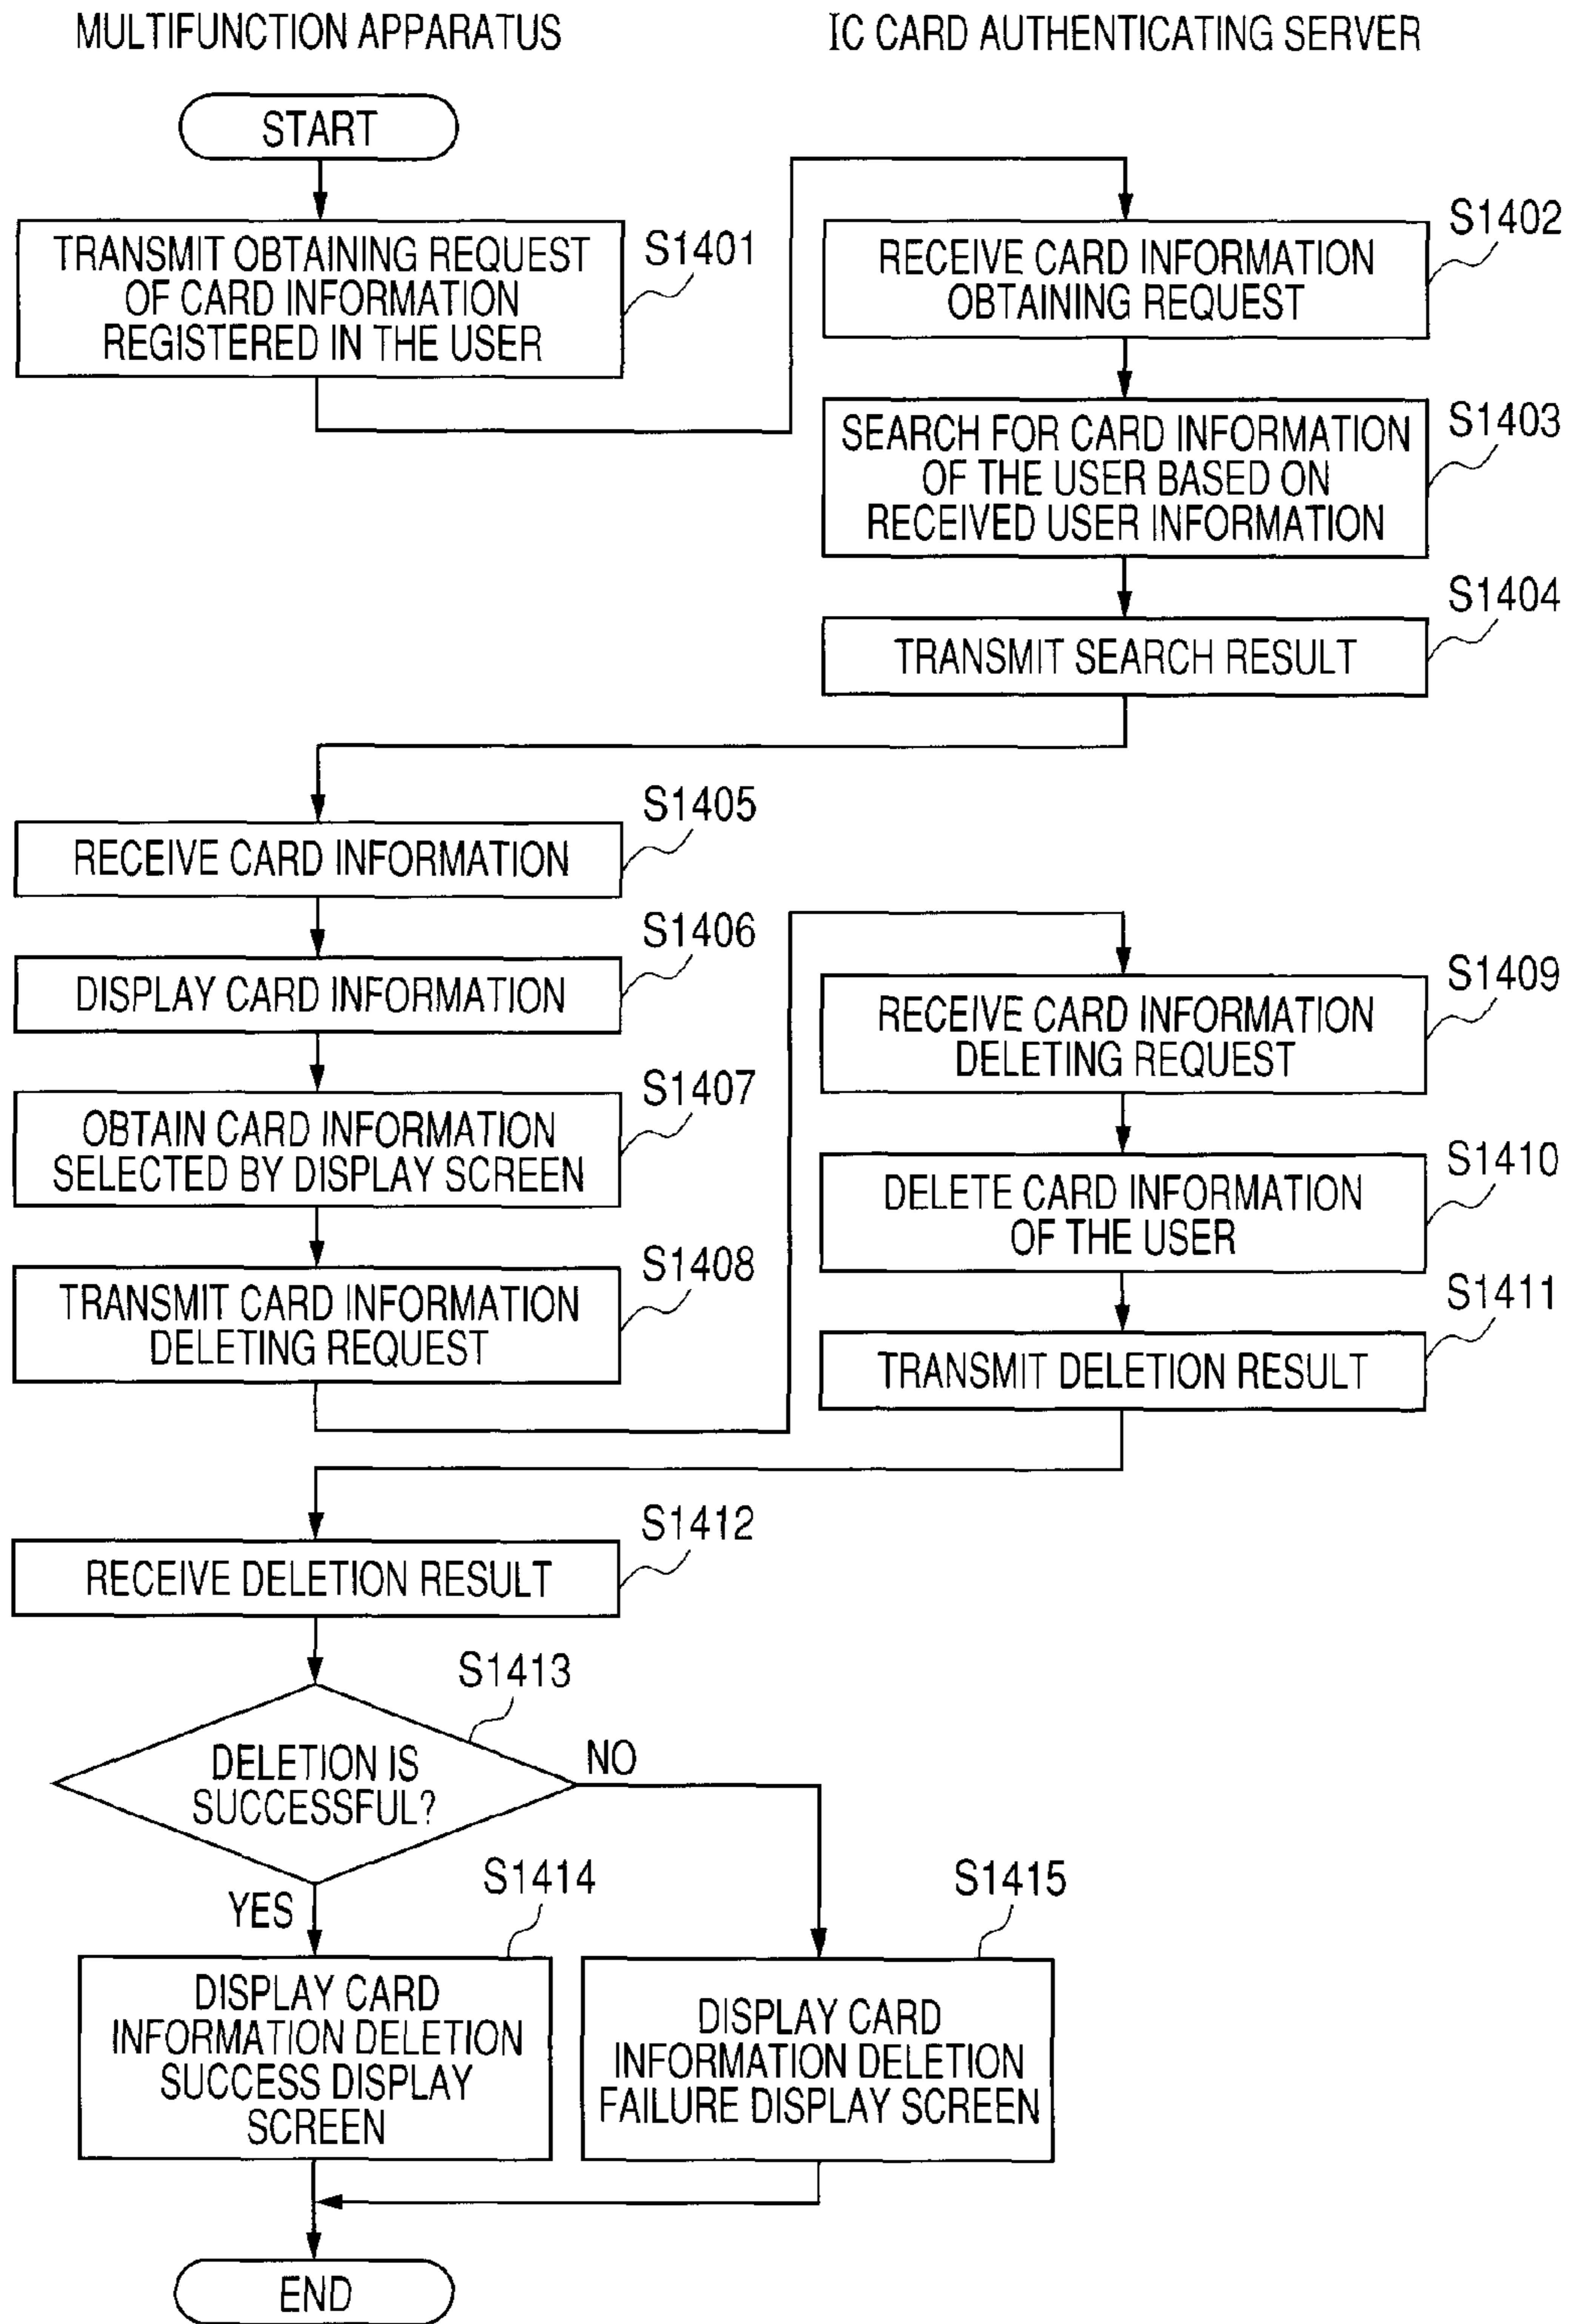 MULTIFUNCTION APPARATUS
IC CARD AUTHENTICATING SERVER
START
TRANSMIT OBTAINING REQUEST
OF CARD INFORMATION
REGISTERED IN THE USER
S1401
S1402
RECEIVE CARD INFORMATION
OBTAINING REQUEST
S1403
SEARCH FOR CARD INFORMATION
OF THE USER BASED ON
RECEIVED USER INFORMATION
S1404
TRANSMIT SEARCH RESULT
S1405
RECEIVE CARD INFORMATION
S1406
DISPLAY CARD INFORMATION
S1407
OBTAIN CARD INFORMATION
SELECTED BY DISPLAY SCREEN
S1408
TRANSMIT CARD INFORMATION
DELETING REQUEST
S1409
RECEIVE CARD INFORMATION
DELETING REQUEST
S1410
DELETE CARD INFORMATION
OF THE USER
S1411
TRANSMIT DELETION RESULT
S1412
RECEIVE DELETION RESULT
S1413
DELETION IS
SUCCESSFUL?
NO
YES
S1414
DISPLAY CARD
INFORMATION DELETION
SUCCESS DISPLAY
SCREEN
S1415
DISPLAY CARD
INFORMATION DELETION
FAILURE DISPLAY SCREEN
END